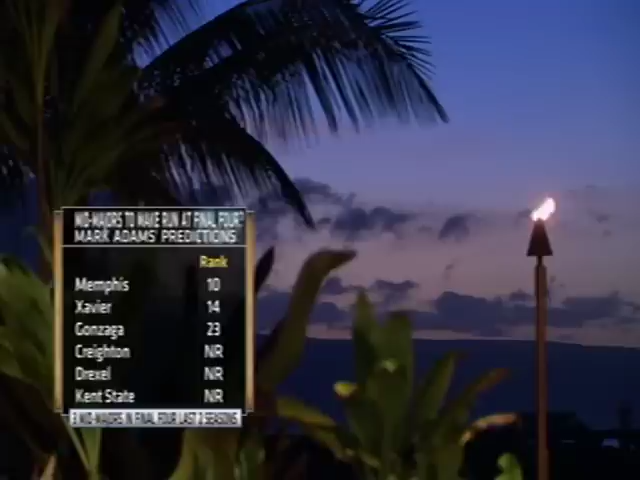 MID-MAJORS TO MAKE RUN AT FINAL FOUR?
MARK ADAMS' PREDICTIONS
Rank
Memphis 10
Xavier 14
Gonzaga 23
Creighton NR
Drexel NR
Kent State NR
3 MID-MAJORS IN FINAL FOUR LAST 2 SEASONS